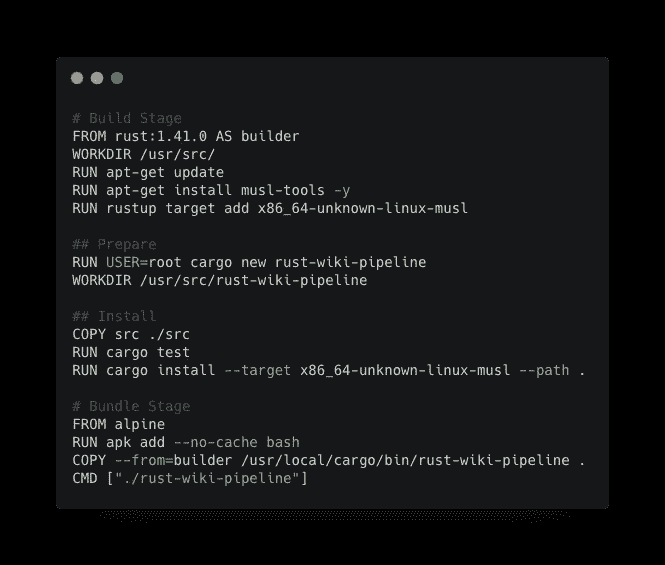 # Build Stage
FROM rust:1.41.0 AS builder
WORKDIR /usr/src/
RUN apt-get update
RUN apt-get install musl-tools -y
RUN rustup target add x86_64-unknown-linux-musl
## Prepare
RUN USER=root cargo new rust-wiki-pipeline
WORKDIR /usr/src/rust-wiki-pipeline
## Install
COPY src ./src
RUN cargo test
RUN cargo install --target x86_64-unknown-linux-musl --path .
# Bundle Stage
FROM alpine
RUN apk add --no-cache bash
COPY --from=builder /usr/local/cargo/bin/rust-wiki-pipeline .
CMD ["./rust-wiki-pipeline"]